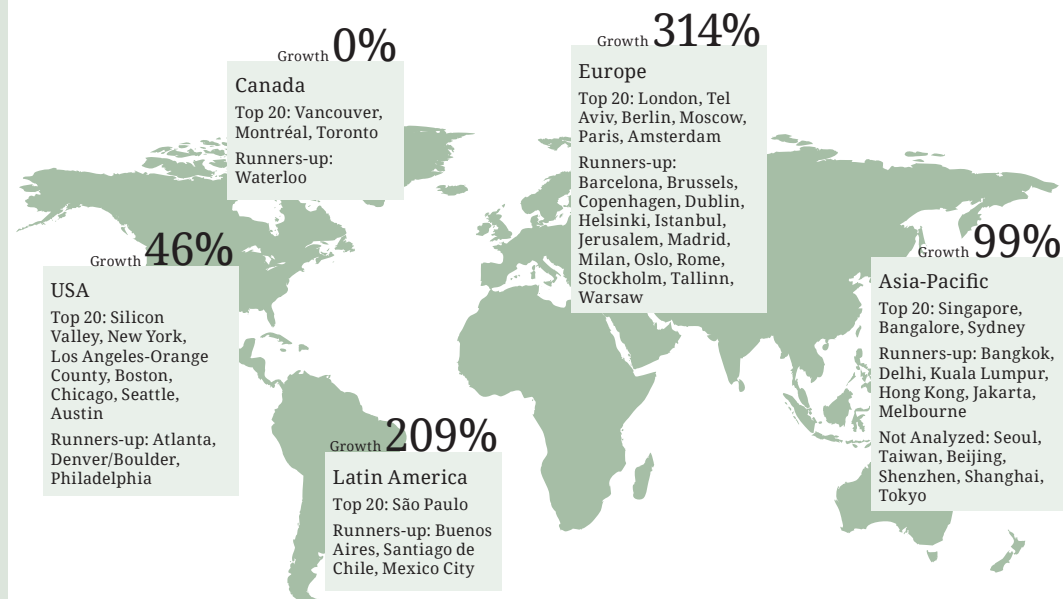 Growth 0%
Canada
Top 20: Vancouver,
Montréal, Toronto
Runners-up:
Waterloo
Growth 314%
Europe
Top 20: London, Tel
Aviv, Berlin, Moscow,
Paris, Amsterdam
Runners-up:
Barcelona, Brussels,
Copenhagen, Dublin,
Helsinki, Istanbul,
Jerusalem, Madrid,
Milan, Oslo, Rome,
Stockholm, Tallinn,
Warsaw
Growth 46%
USA
Top 20: Silicon
Valley, New York,
Los Angeles-Orange
County, Boston,
Chicago, Seattle,
Austin
Runners-up: Atlanta,
Denver/Boulder,
Philadelphia
Growth 99%
Asia-Pacific
Top 20: Singapore,
Bangalore, Sydney
Runners-up: Bangkok,
Delhi, Kuala Lumpur,
Hong Kong, Jakarta,
Melbourne
Not Analyzed: Seoul,
Taiwan, Beijing,
Shenzhen, Shanghai,
Tokyo
Growth 209%
Latin America
Top 20: São Paulo
Runners-up: Buenos
Aires, Santiago de
Chile, Mexico City